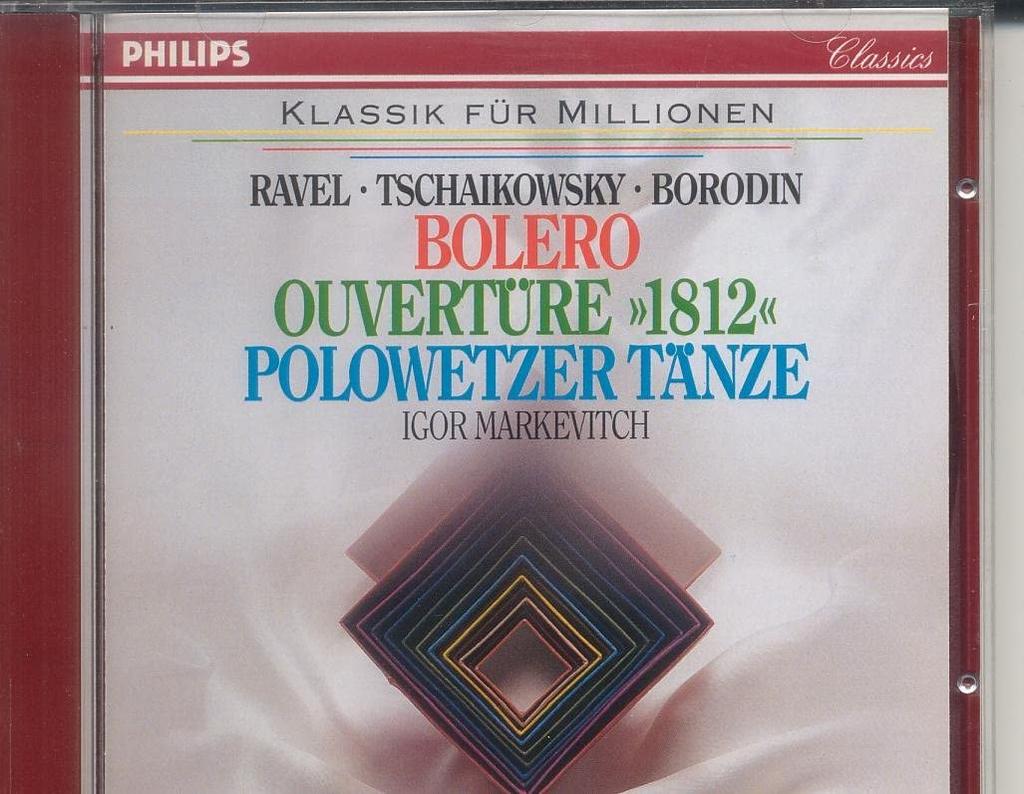 PHILIPS Classics
KLASSIK FÜR MILLIONEN
RAVEL · TSCHAIKOWSKY · BORODIN
BOLERO
OUVERTÜRE »1812«
POLOWETZER TÄNZE
IGOR MARKEVITCH